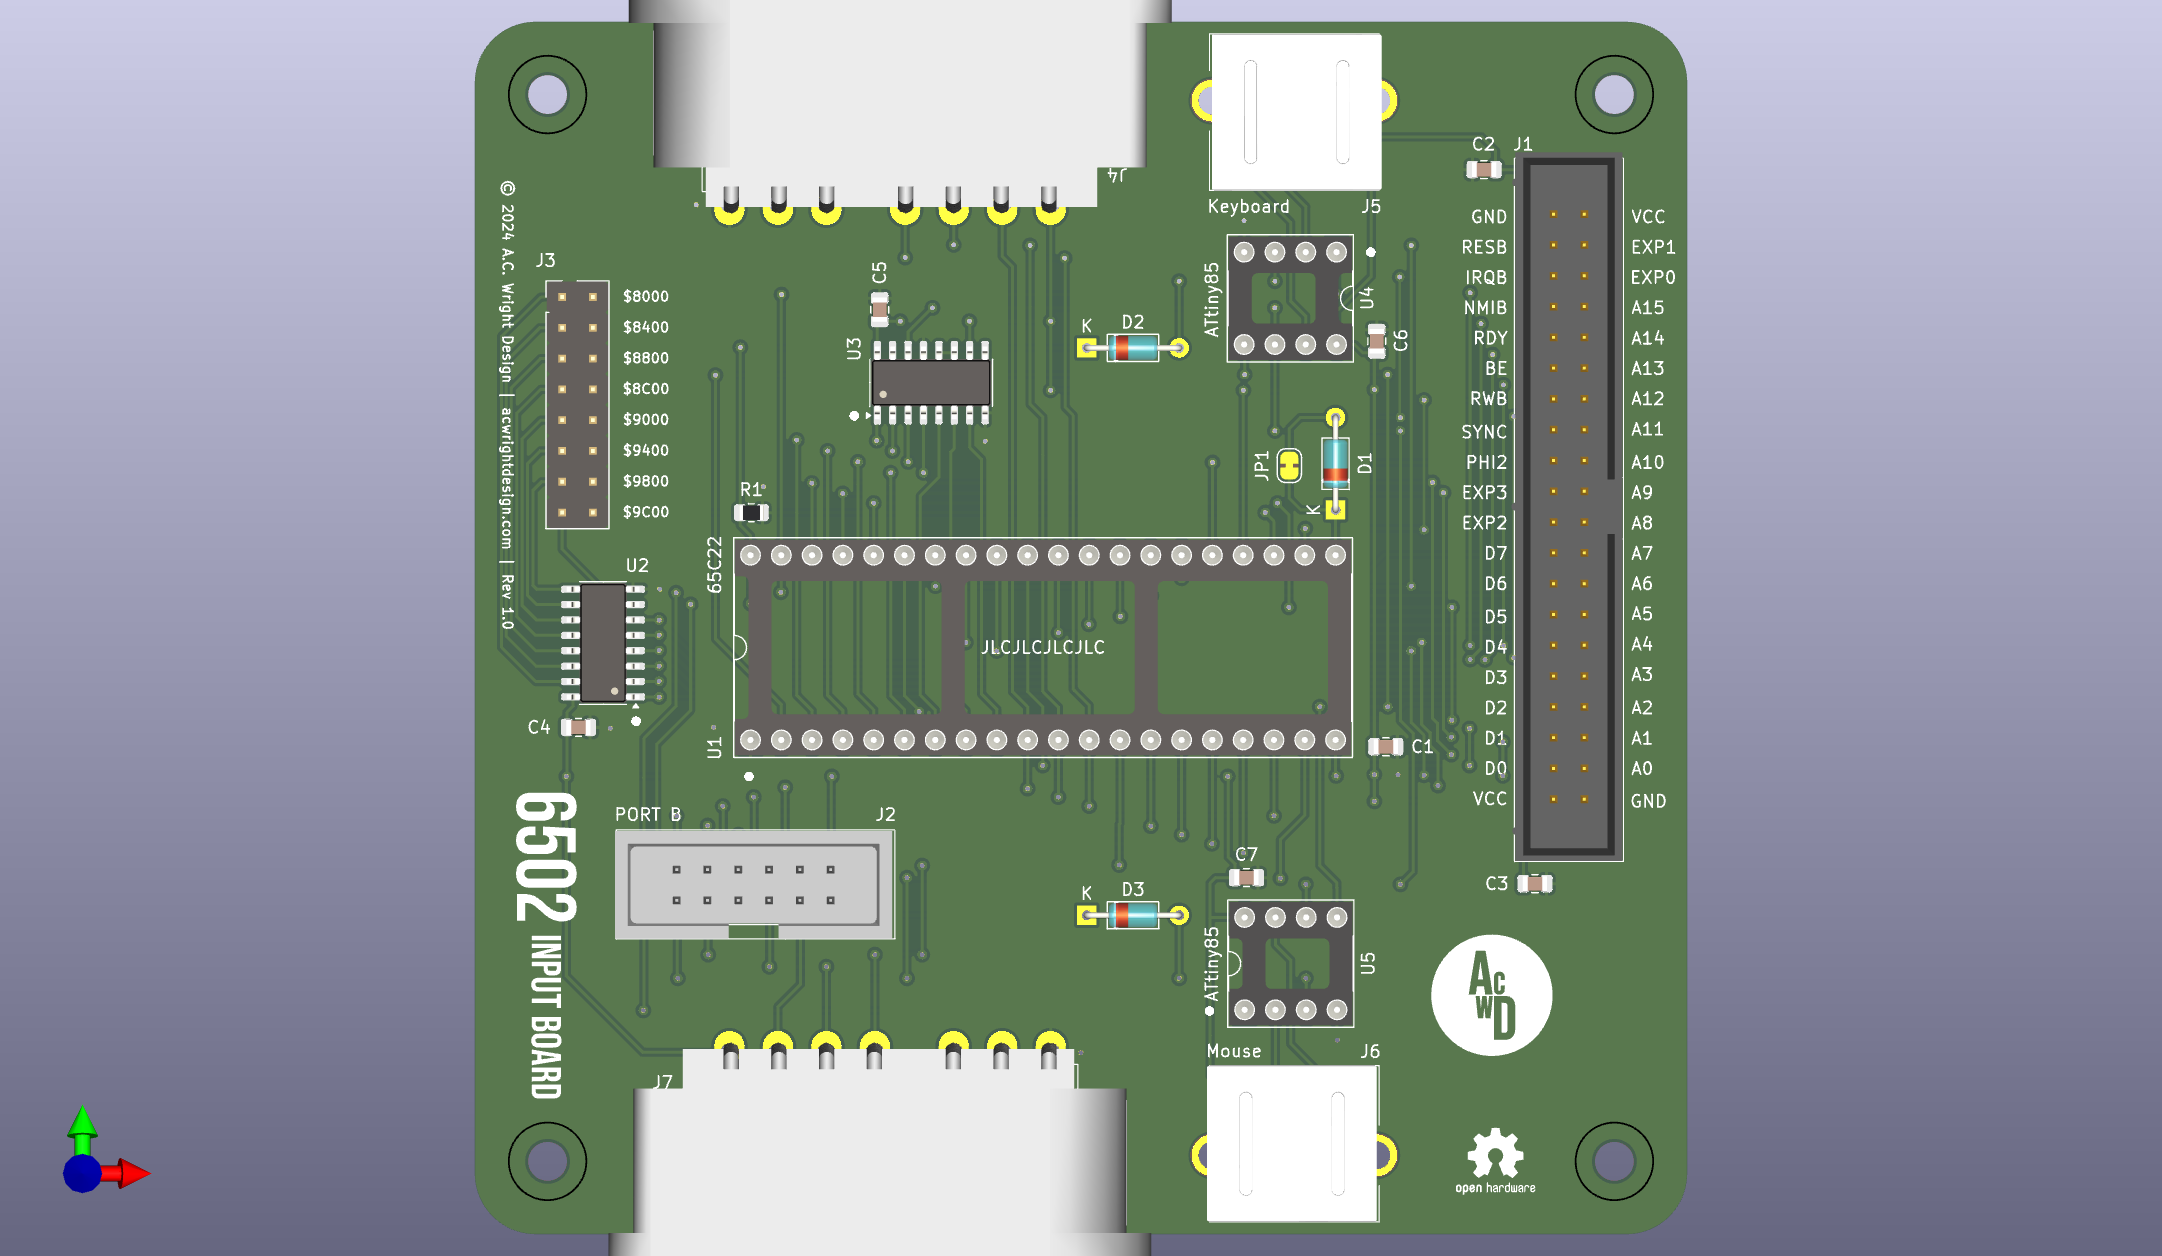 © 2024 A.C. Wright Design | acwrightdesign.com | Rev 1.0
J4
Keyboard
J5
C2
J1
J3
$8000
$8400
$8800
$8C00
$9000
$9400
$9800
$9C00
C5
U3
K
D2
ATtiny85
U4
C6
JP1
D1
K
R1
65C22
U1
JLCJLCJLCJLC
U2
C4
C1
GND
RESB
IRQB
NMIB
RDY
BE
RWB
SYNC
PHI2
EXP3
EXP2
D7
D6
D5
D4
D3
D2
D1
D0
VCC
VCC
EXP1
EXP0
A15
A14
A13
A12
A11
A10
A9
A8
A7
A6
A5
A4
A3
A2
A1
A0
GND
C3
6502 INPUT BOARD
PORT B
J2
K
D3
C7
ATtiny85
U5
Mouse
J6
J7
ACWD
open hardware